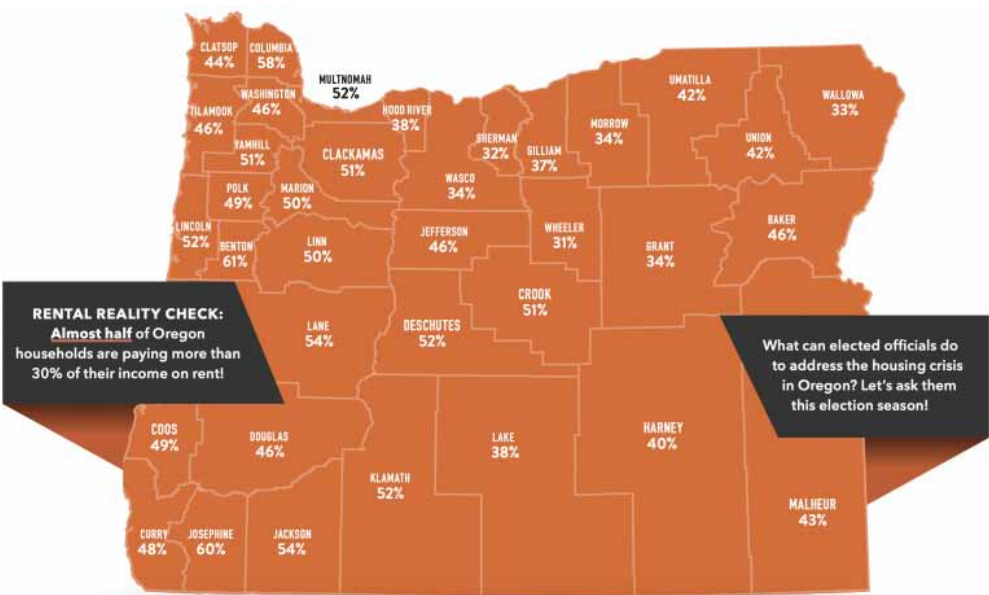 CLATSOP
44%
COLUMBIA
58%
MULTNOMAH
52%
TILAMOOK
46%
WASHINGTON
46%
HOOD RIVER
38%
UMATILLA
42%
WALLOWA
33%
YAMHILL
51%
CLACKAMAS
51%
SHERMAN
32%
GILLIAM
37%
MORROW
34%
UNION
42%
POLK
49%
MARION
50%
WASCO
34%
LINCOLN
52%
BENTON
61%
LINN
50%
JEFFERSON
46%
WHEELER
31%
GRANT
34%
BAKER
46%
CROOK
51%
RENTAL REALITY CHECK:
Almost half of Oregon
households are paying more than
30% of their income on rent!
LANE
54%
DESCHUTES
52%
What can elected officials do
to address the housing crisis
in Oregon? Let's ask them
this election season!
COOS
49%
DOUGLAS
46%
KLAMATH
52%
LAKE
38%
HARNEY
40%
MALHEUR
43%
CURRY
48%
JOSEPHINE
60%
JACKSON
54%